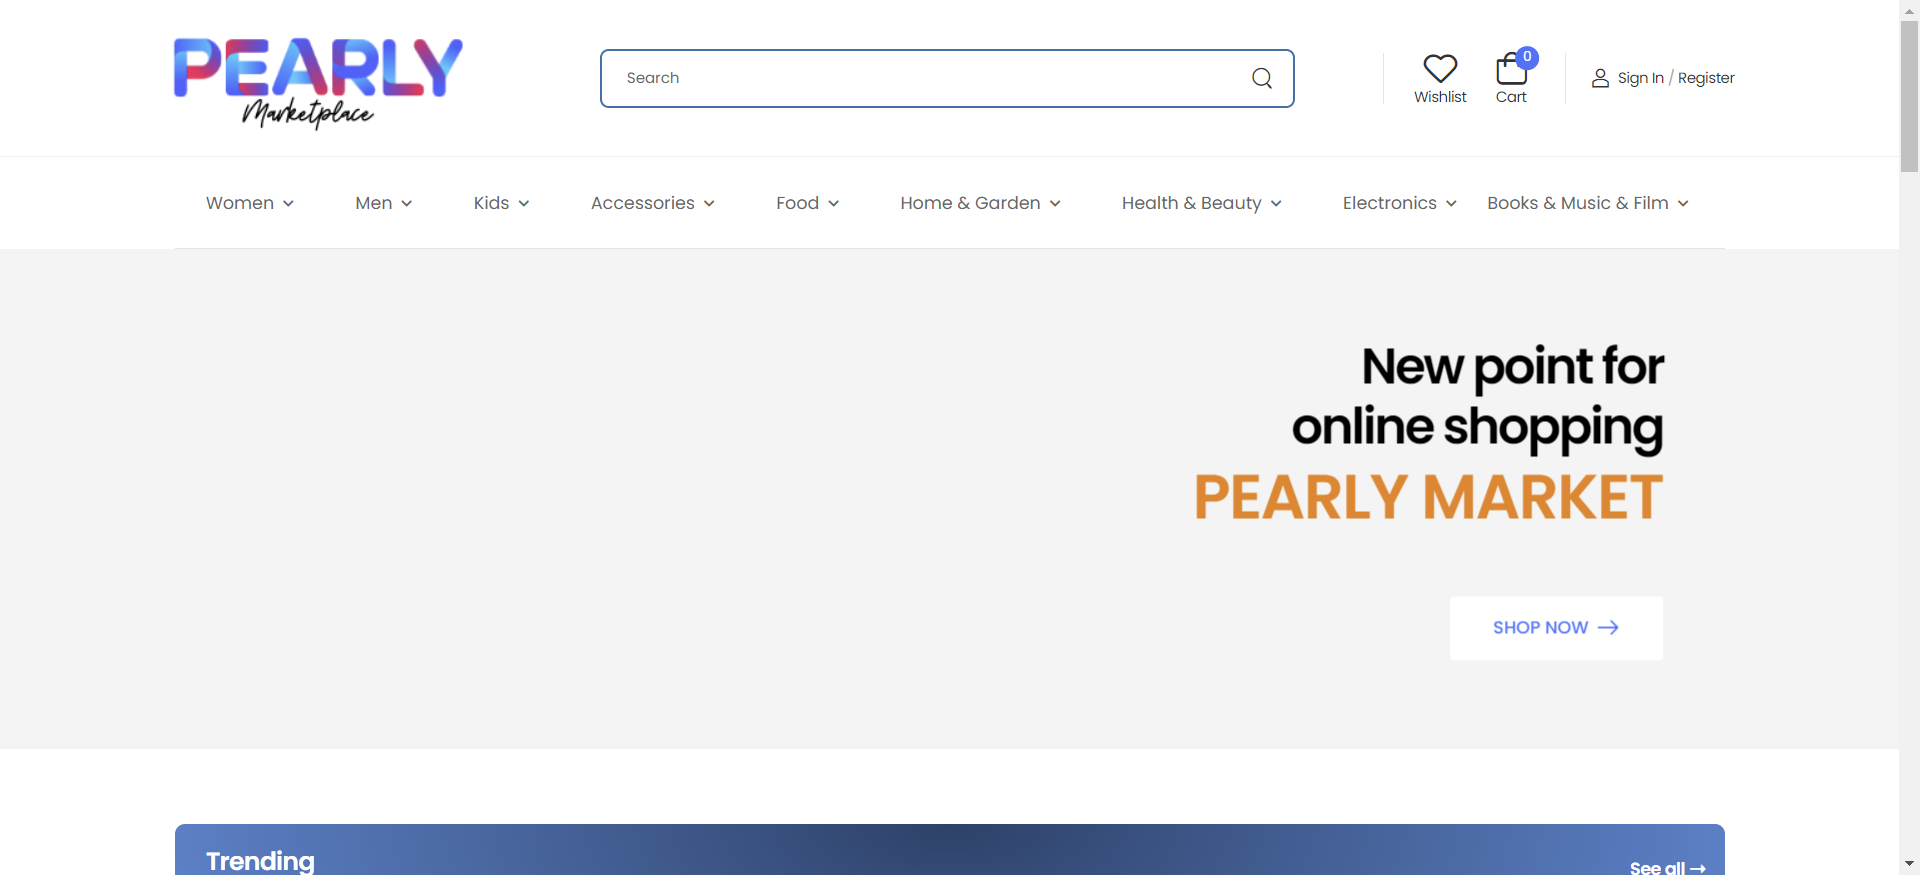 PEARLY
Marketplace
Search
Wishlist
0
Cart
Sign In / Register
Women
Men
Kids
Accessories
Food
Home & Garden
Health & Beauty
Electronics
Books & Music & Film
New point for
online shopping
PEARLY MARKET
SHOP NOW
Trending
See all